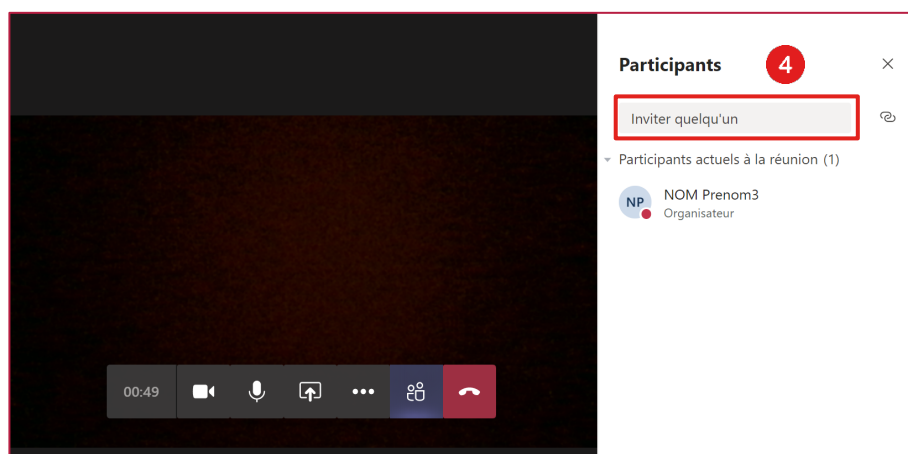 Participants
4
Inviter quelqu'un
Participants actuels à la réunion (1)
NP
NOM Prenom3
Organisateur
00:49